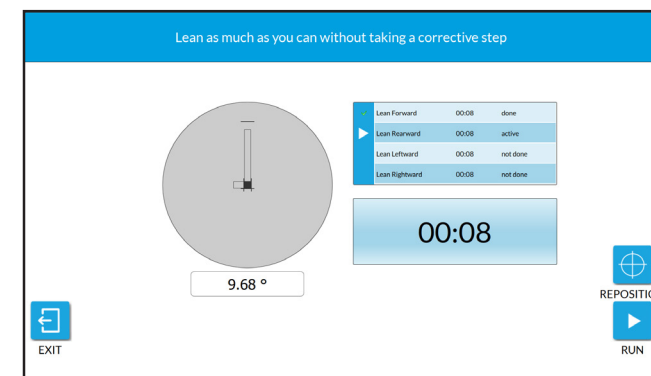 Lean as much as you can without taking a corrective step
Lean Forward 00:08 done
Lean Rearward 00:08 active
Lean Leftward 00:08 not done
Lean Rightward 00:08 not done
00:08
9.68 °
REPOSITIO
EXIT
RUN